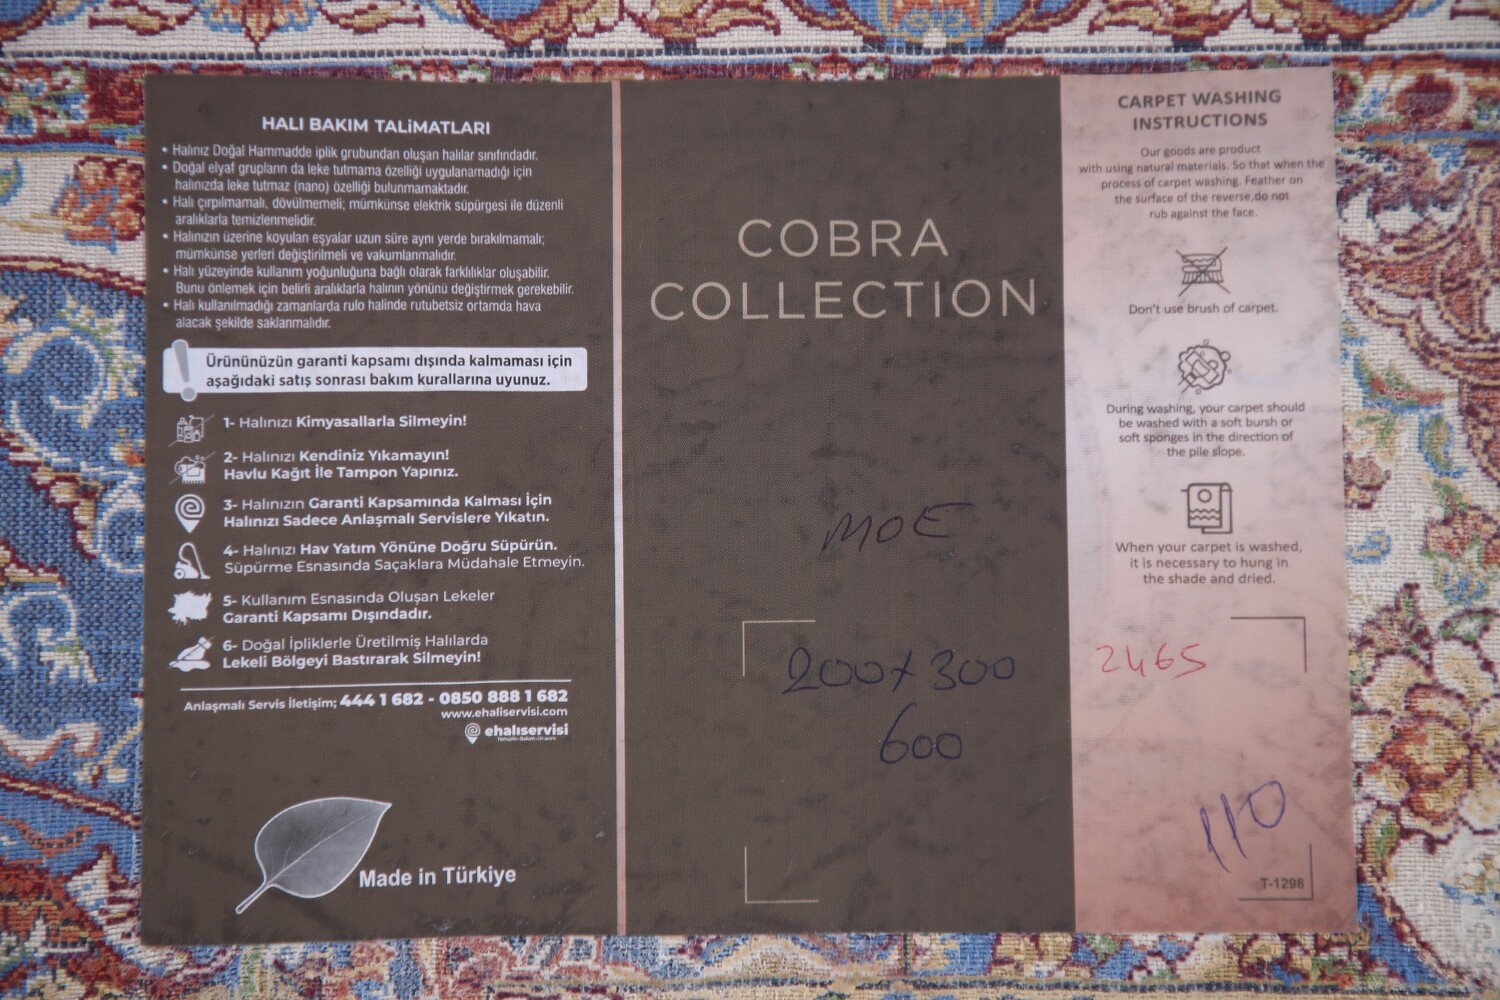 HALI BAKIM TALiMATLARI
• Halınız Doğal Hammadde iplik grubundan oluşan halılar sınıfındadır.
• Doğal elyaf grupların da leke tutmama özelliği uygulanamadığı için
halınızda leke tutmaz (nano) özelliği bulunmamaktadır.
• Halı çırpılmamalı, dövülmemeli; mümkünse elektrik süpürgesi ile düzenli
aralıklarla temizlenmelidir.
• Halınızın üzerine koyulan eşyalar uzun süre aynı yerde bırakılmamalı;
mümkünse yerleri değiştirilmeli ve vakumlanmalıdır.
• Halı yüzeyinde kullanım yoğunluğuna bağlı olarak farklılıklar oluşabilir.
Bunu önlemek için belirli aralıklarla halının yönünü değiştirmek gerekebilir.
• Halı kullanılmadığı zamanlarda rulo halinde rutubetsiz ortamda hava
alacak şekilde saklanmalıdır.
Ürününüzün garanti kapsamı dışında kalmaması için
aşağıdaki satış sonrası bakım kurallarına uyunuz.
1- Halınızı Kimyasallarla Silmeyin!
2- Halınızı Kendiniz Yıkamayın!
Havlu Kağıt İle Tampon Yapınız.
3- Halınızın Garanti Kapsamında Kalması İçin
Halınızı Sadece Anlaşmalı Servislere Yıkatın.
4- Halınızı Hav Yatım Yönüne Doğru Süpürün.
Süpürme Esnasında Saçaklara Müdahale Etmeyin.
5- Kullanım Esnasında Oluşan Lekeler
Garanti Kapsamı Dışındadır.
6- Doğal İpliklerle Üretilmiş Halılarda
Lekeli Bölgeyi Bastırarak Silmeyin!
Anlaşmalı Servis İletişim; 444 1 682 - 0850 888 1 682
www.ehaliservisi.com
ehalıservisi
Made in Türkiye
COBRA
COLLECTION
MOE
200x300
600
CARPET WASHING
INSTRUCTIONS
Our goods are product
with using natural materials. So that when the
process of carpet washing. Feather on
the surface of the reverse,do not
rub against the face.
Don't use brush of carpet.
During washing, your carpet should
be washed with a soft bursh or
soft sponges in the direction of
the pile slope.
When your carpet is washed,
it is necessary to hung in
the shade and dried.
2465
110
T-1298